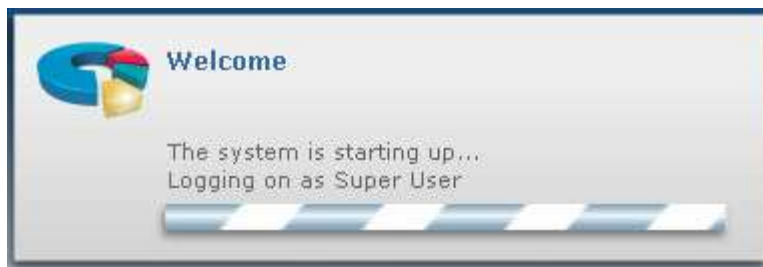 Welcome
The system is starting up...
Logging on as Super User